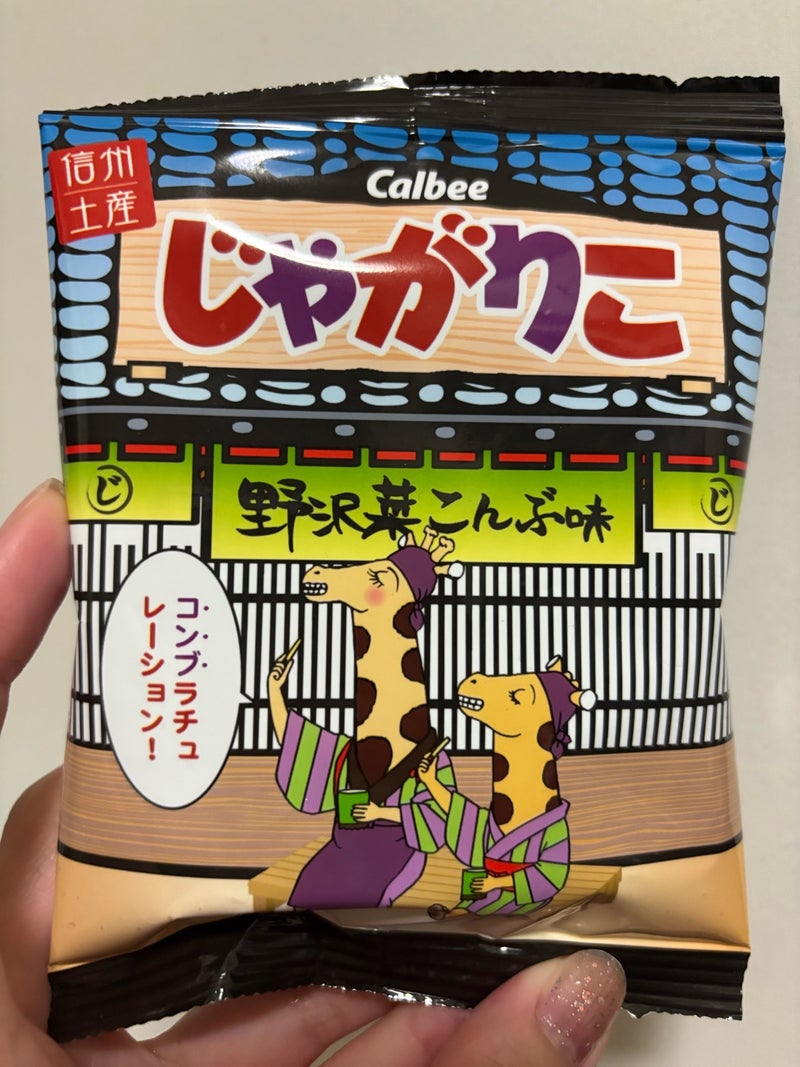 信州
土産
Calbee
じゃがりこ
じ
野沢菜こんぶ味
じ
コンブラチュ
レーション!